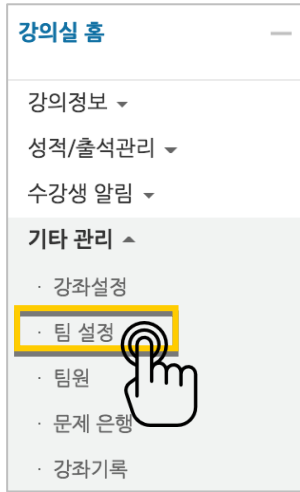 강의실 홈
강의정보
성적/출석관리
수강생 알림
기타 관리
· 강좌설정
· 팀 설정
· 팀원
· 문제 은행
· 강좌기록